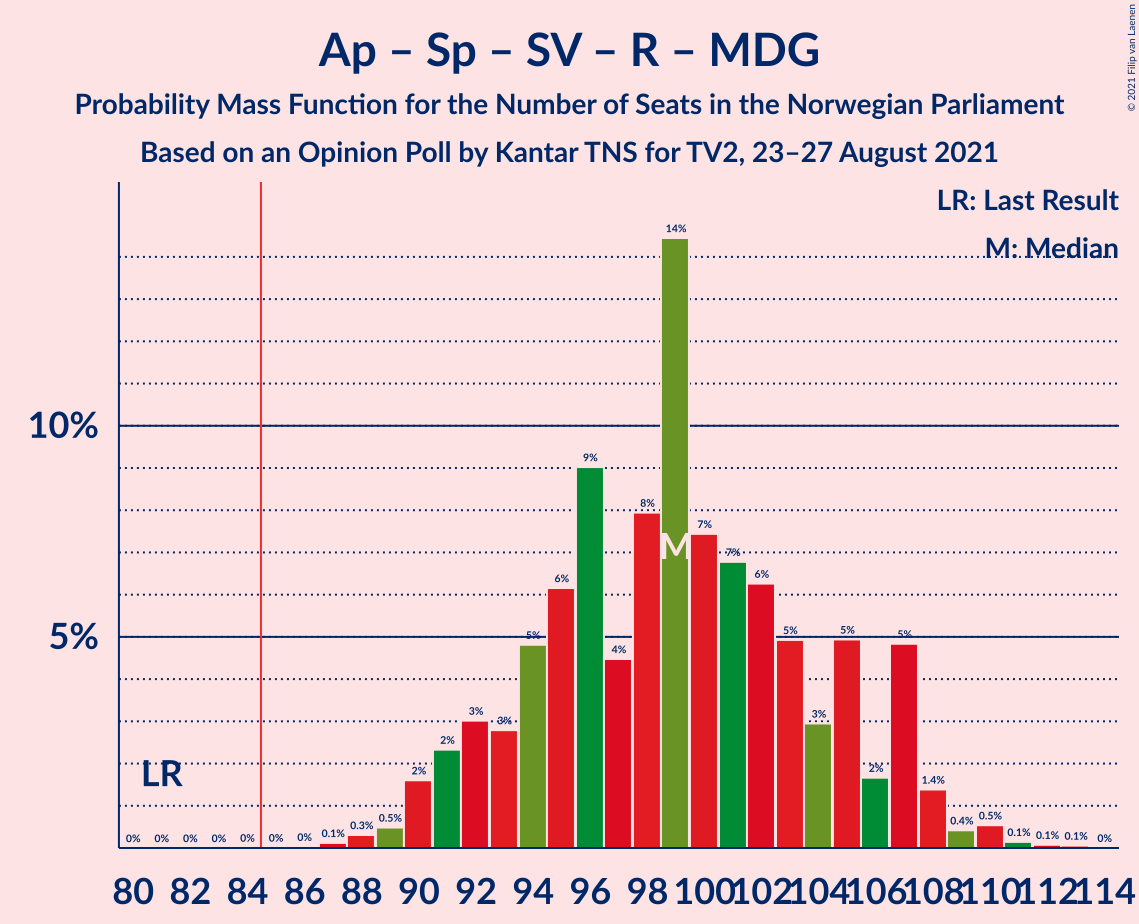 Ap – Sp – SV – R – MDG
Probability Mass Function for the Number of Seats in the Norwegian Parliament
Based on an Opinion Poll by Kantar TNS for TV2, 23–27 August 2021
© 2021 Filip van Laenen
LR: Last Result
M: Median
10%
5%
LR
M
0% 0% 0% 0% 0% 0% 0% 0.1% 0.3% 0.5% 2% 2% 3% 3% 5% 6% 9% 4% 8% 14% 7% 7% 6% 5% 3% 5% 2% 5% 1.4% 0.4% 0.5% 0.1% 0.1% 0.1% 0%
80 82 84 86 88 90 92 94 96 98 100 102 104 106 108 110 112 114